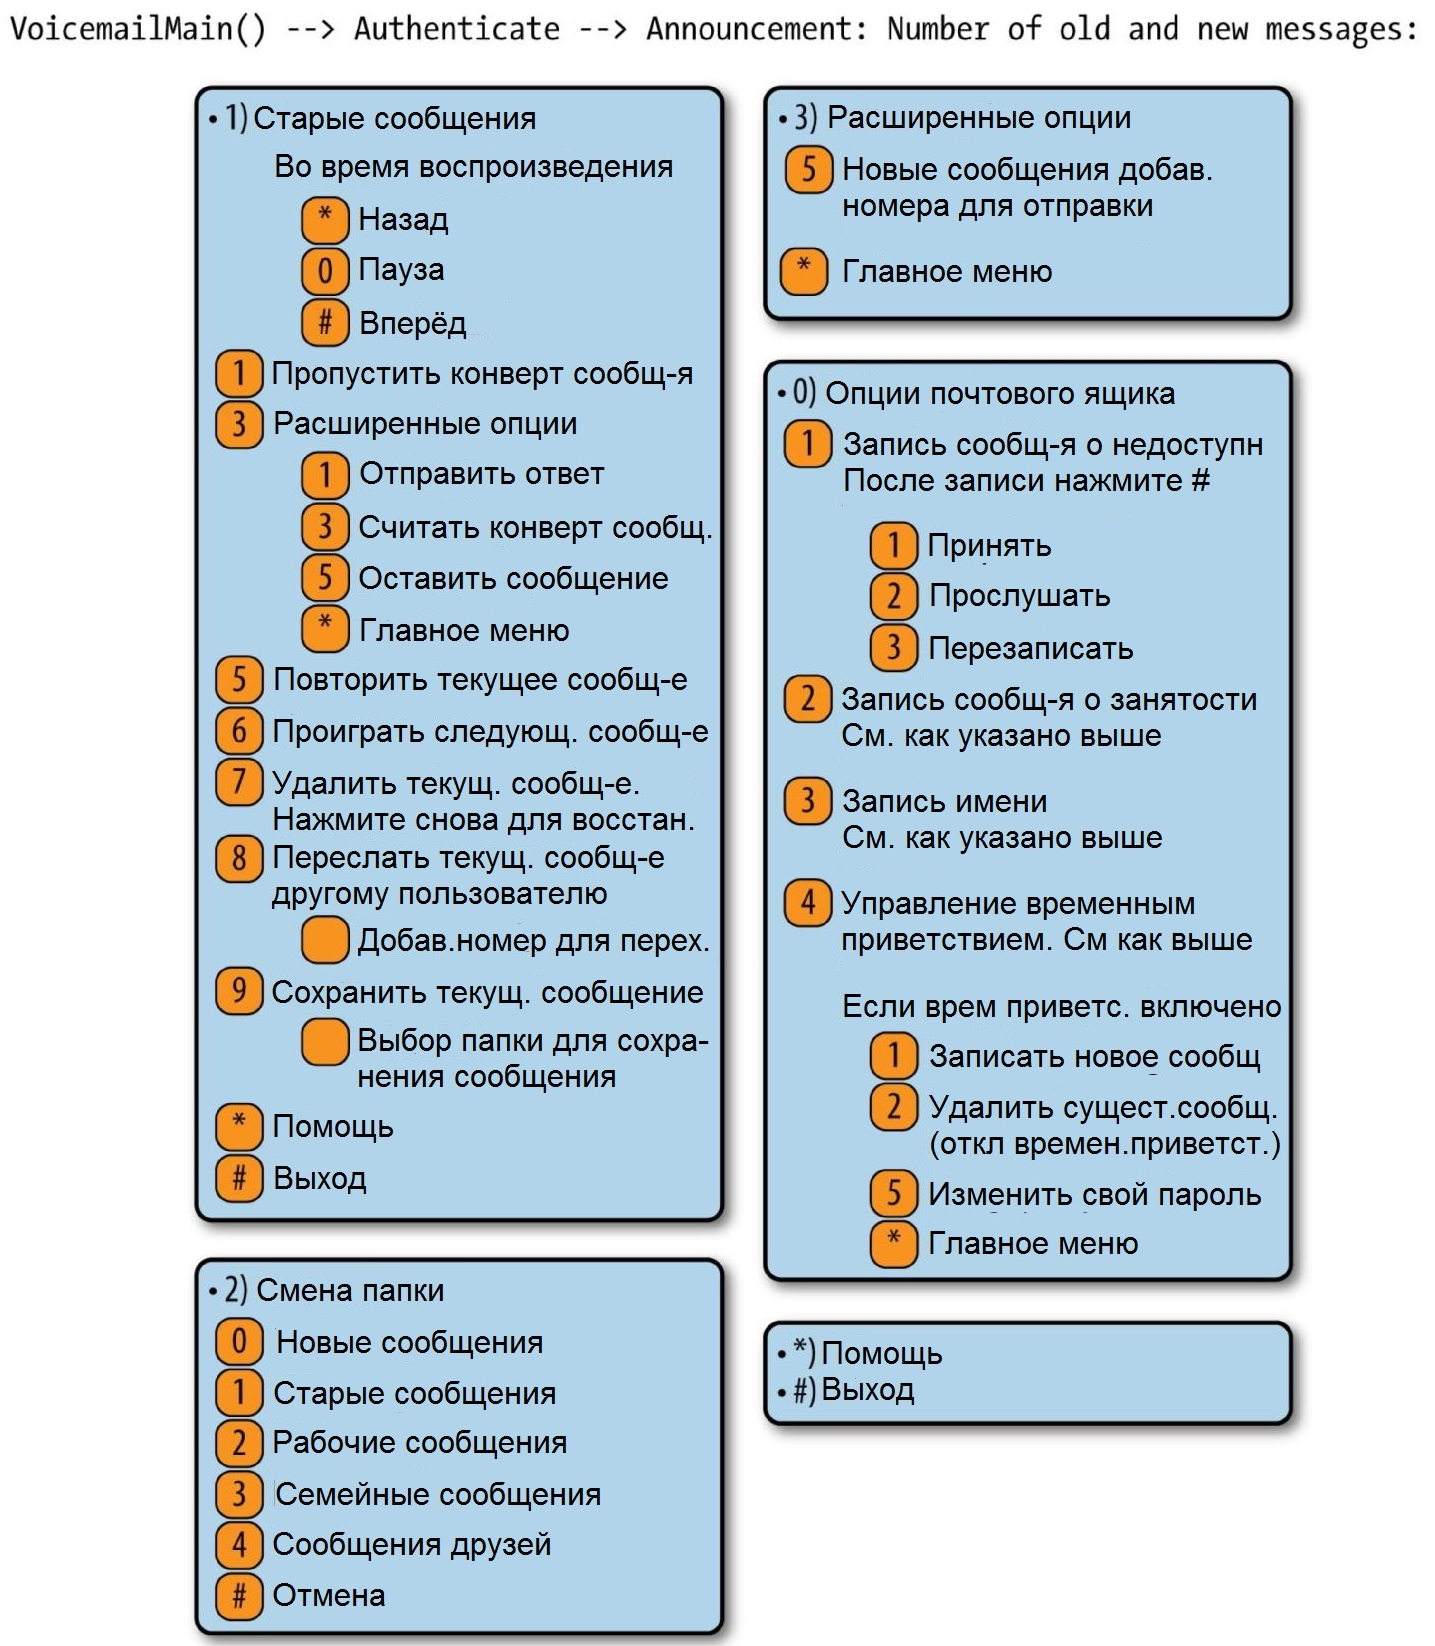 VoicemailMain() --> Authenticate --> Announcement: Number of old and new messages:
• 1) Старые сообщения
Во время воспроизведения
* Назад
0 Пауза
# Вперёд
1 Пропустить конверт сообщ-я
3 Расширенные опции
1 Отправить ответ
3 Считать конверт сообщ.
5 Оставить сообщение
* Главное меню
5 Повторить текущее сообщ-е
6 Проиграть следующ. сообщ-е
7 Удалить текущ. сообщ-е.
Нажмите снова для восстан.
8 Переслать текущ. сообщ-е
другому пользователю
Добав.номер для перех.
9 Сохранить текущ. сообщение
Выбор папки для сохра-
нения сообщения
* Помощь
# Выход
• 2) Смена папки
0 Новые сообщения
1 Старые сообщения
2 Рабочие сообщения
3 Семейные сообщения
4 Сообщения друзей
# Отмена
• 3) Расширенные опции
5 Новые сообщения добав.
номера для отправки
* Главное меню
• 0) Опции почтового ящика
1 Запись сообщ-я о недоступн
После записи нажмите #
1 Принять
2 Прослушать
3 Перезаписать
2 Запись сообщ-я о занятости
См. как указано выше
3 Запись имени
См. как указано выше
4 Управление временным
приветствием. См как выше
Если врем приветс. включено
1 Записать новое сообщ
2 Удалить сущест.сообщ.
(откл времен.приветст.)
5 Изменить свой пароль
* Главное меню
• *) Помощь
• #) Выход